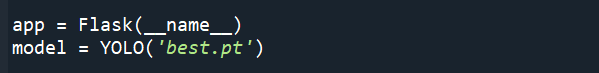 app = Flask(__name__)
model = YOLO('best.pt')